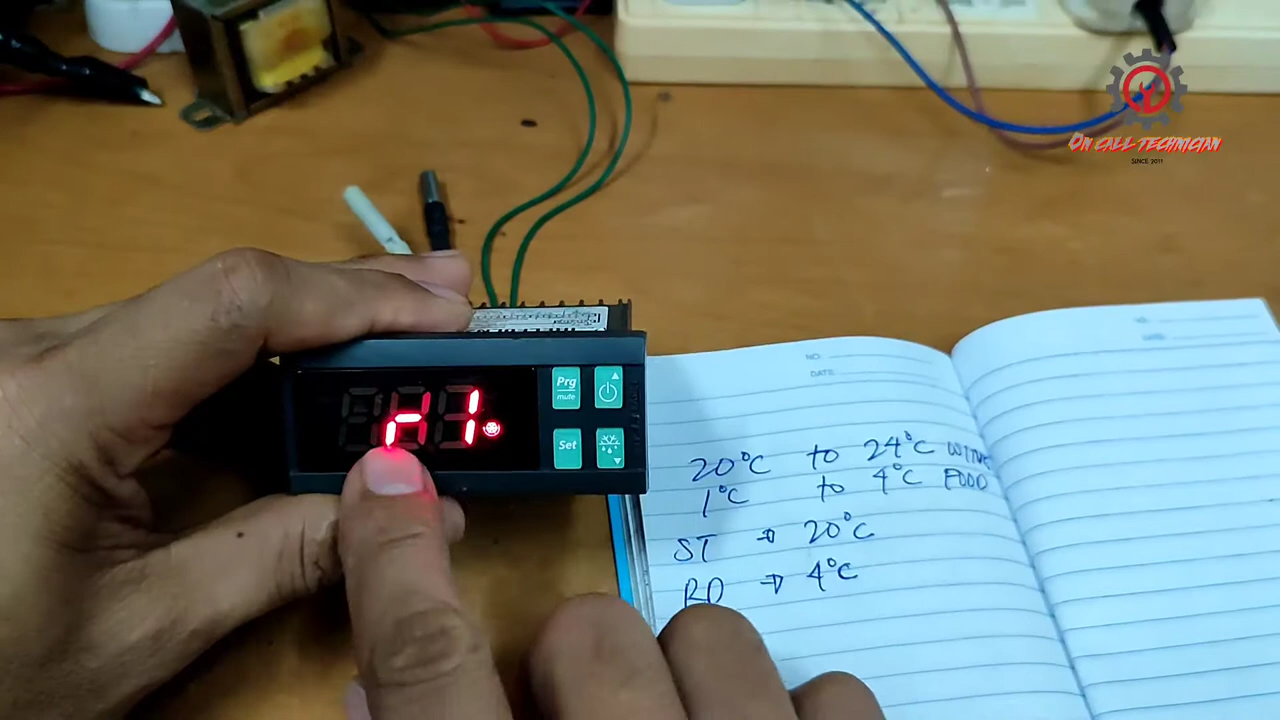 ON CALL TECHNICIAN
SINCE 2011
r1
Prg
mute
Set
NO.
DATE.
20°C to 24°C
1°C to 4°C FOOD
ST → 20°C
RD → 4°C